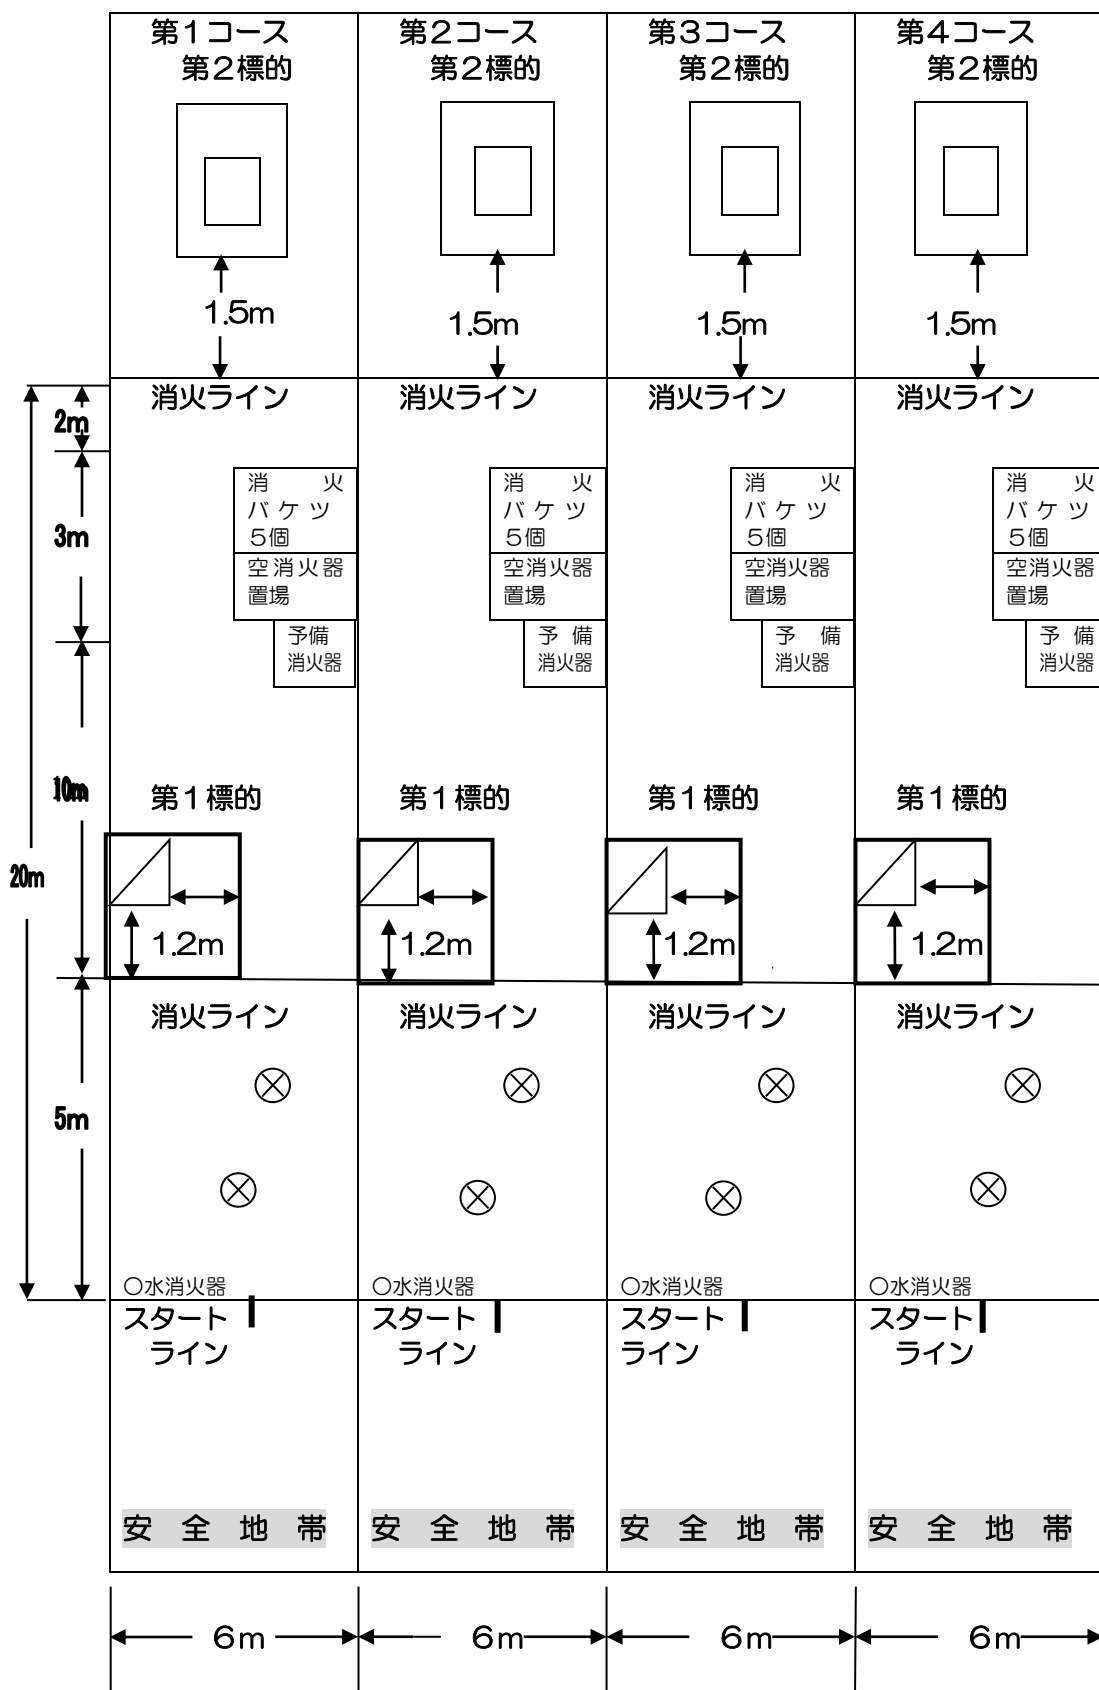 第1コース 第2コース 第3コース 第4コース
第2標的 第2標的 第2標的 第2標的
1.5m 1.5m 1.5m 1.5m
消火ライン 消火ライン 消火ライン 消火ライン
2m
消火 消火 消火 消火
バケツ バケツ バケツ バケツ
3m
5個 5個 5個 5個
空消火器 空消火器 空消火器 空消火器
置場 置場 置場 置場
予備 予備 予備 予備
消火器 消火器 消火器 消火器
10m
第1標的 第1標的 第1標的 第1標的
20m
1.2m 1.2m 1.2m 1.2m
消火ライン 消火ライン 消火ライン 消火ライン
5m
○水消火器 ○水消火器 ○水消火器 ○水消火器
スタート スタート スタート スタート
ライン ライン ライン ライン
安全地帯 安全地帯 安全地帯 安全地帯
6m 6m 6m 6m